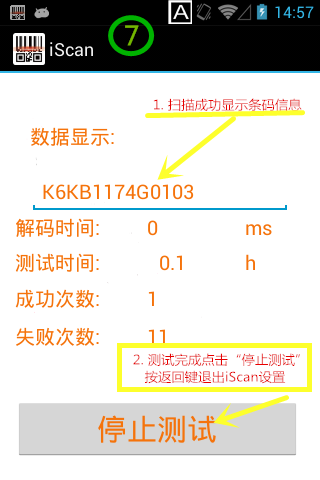 A 14:57
iScan 7
1. 扫描成功显示条码信息
数据显示:
K6KB1174G0103
解码时间: 0 ms
测试时间: 0.1 h
成功次数: 1
失败次数: 11
2. 测试完成点击“停止测试”
按返回键退出iScan设置
停止测试